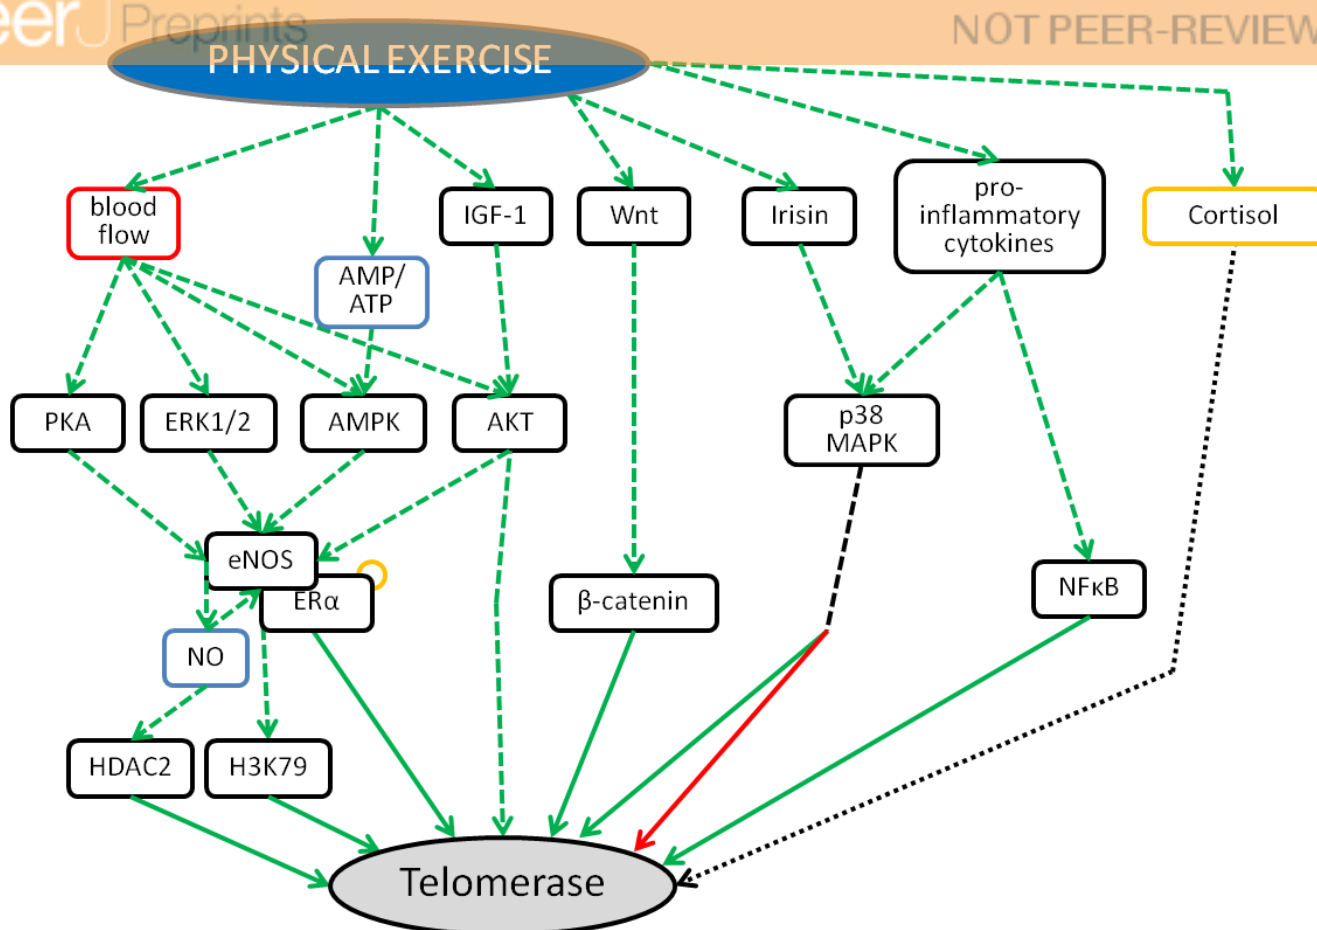 eerJ Preprints
NOT PEER-REVIEW
PHYSICAL EXERCISE
blood
flow
AMP/
ATP
IGF-1
Wnt
Irisin
pro-
inflammatory
cytokines
Cortisol
PKA
ERK1/2
AMPK
AKT
p38
MAPK
eNOS
ERα
β-catenin
NFκB
NO
HDAC2
H3K79
Telomerase